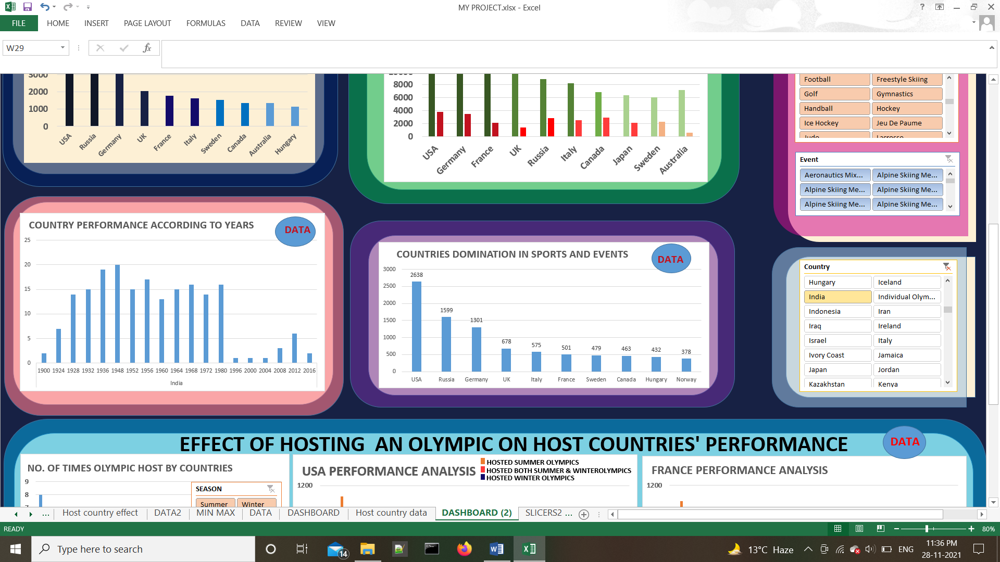 MY PROJECT.xlsx - Excel
?
FILE HOME INSERT PAGE LAYOUT FORMULAS DATA REVIEW VIEW
W29
fx
3000
2000
1000
0
USA Russia Germany UK France Italy Sweden Canada Australia Hungary
8000
6000
4000
2000
0
USA Germany France UK Russia Italy Canada Japan Sweden Australia
Football Freestyle Skiing
Golf Gymnastics
Handball Hockey
Ice Hockey Jeu De Paume
Judo Lacrosse
Event
Aeronautics Mix... Alpine Skiing Me...
Alpine Skiing Me... Alpine Skiing Me...
Alpine Skiing Me... Alpine Skiing Me...
COUNTRY PERFORMANCE ACCORDING TO YEARS
DATA
25
20
15
10
5
0
1900 1924 1928 1932 1936 1948 1952 1956 1960 1964 1968 1972 1980 1996 2000 2004 2008 2012 2016
India
COUNTRIES DOMINATION IN SPORTS AND EVENTS
DATA
3000
2500
2000
1500
1000
500
0
2638 1599 1301 678 575 501 479 463 432 378
USA Russia Germany UK Italy France Sweden Canada Hungary Norway
Country
Hungary Iceland
India Individual Olym...
Indonesia Iran
Iraq Ireland
Israel Italy
Ivory Coast Jamaica
Japan Jordan
Kazakhstan Kenya
EFFECT OF HOSTING AN OLYMPIC ON HOST COUNTRIES' PERFORMANCE
DATA
NO. OF TIMES OLYMPIC HOST BY COUNTRIES
9
8
SEASON
Summer Winter
USA PERFORMANCE ANALYSIS
HOSTED SUMMER OLYMPICS
HOSTED BOTH SUMMER & WINTEROLYMPICS
HOSTED WINTER OLYMPICS
1200
FRANCE PERFORMANCE ANALYSIS
1200
... Host country effect DATA2 MIN MAX DATA DASHBOARD Host country data DASHBOARD (2) SLICERS2 ...
READY
80%
Type here to search
14
13°C Haze
ENG
11:36 PM
28-11-2021